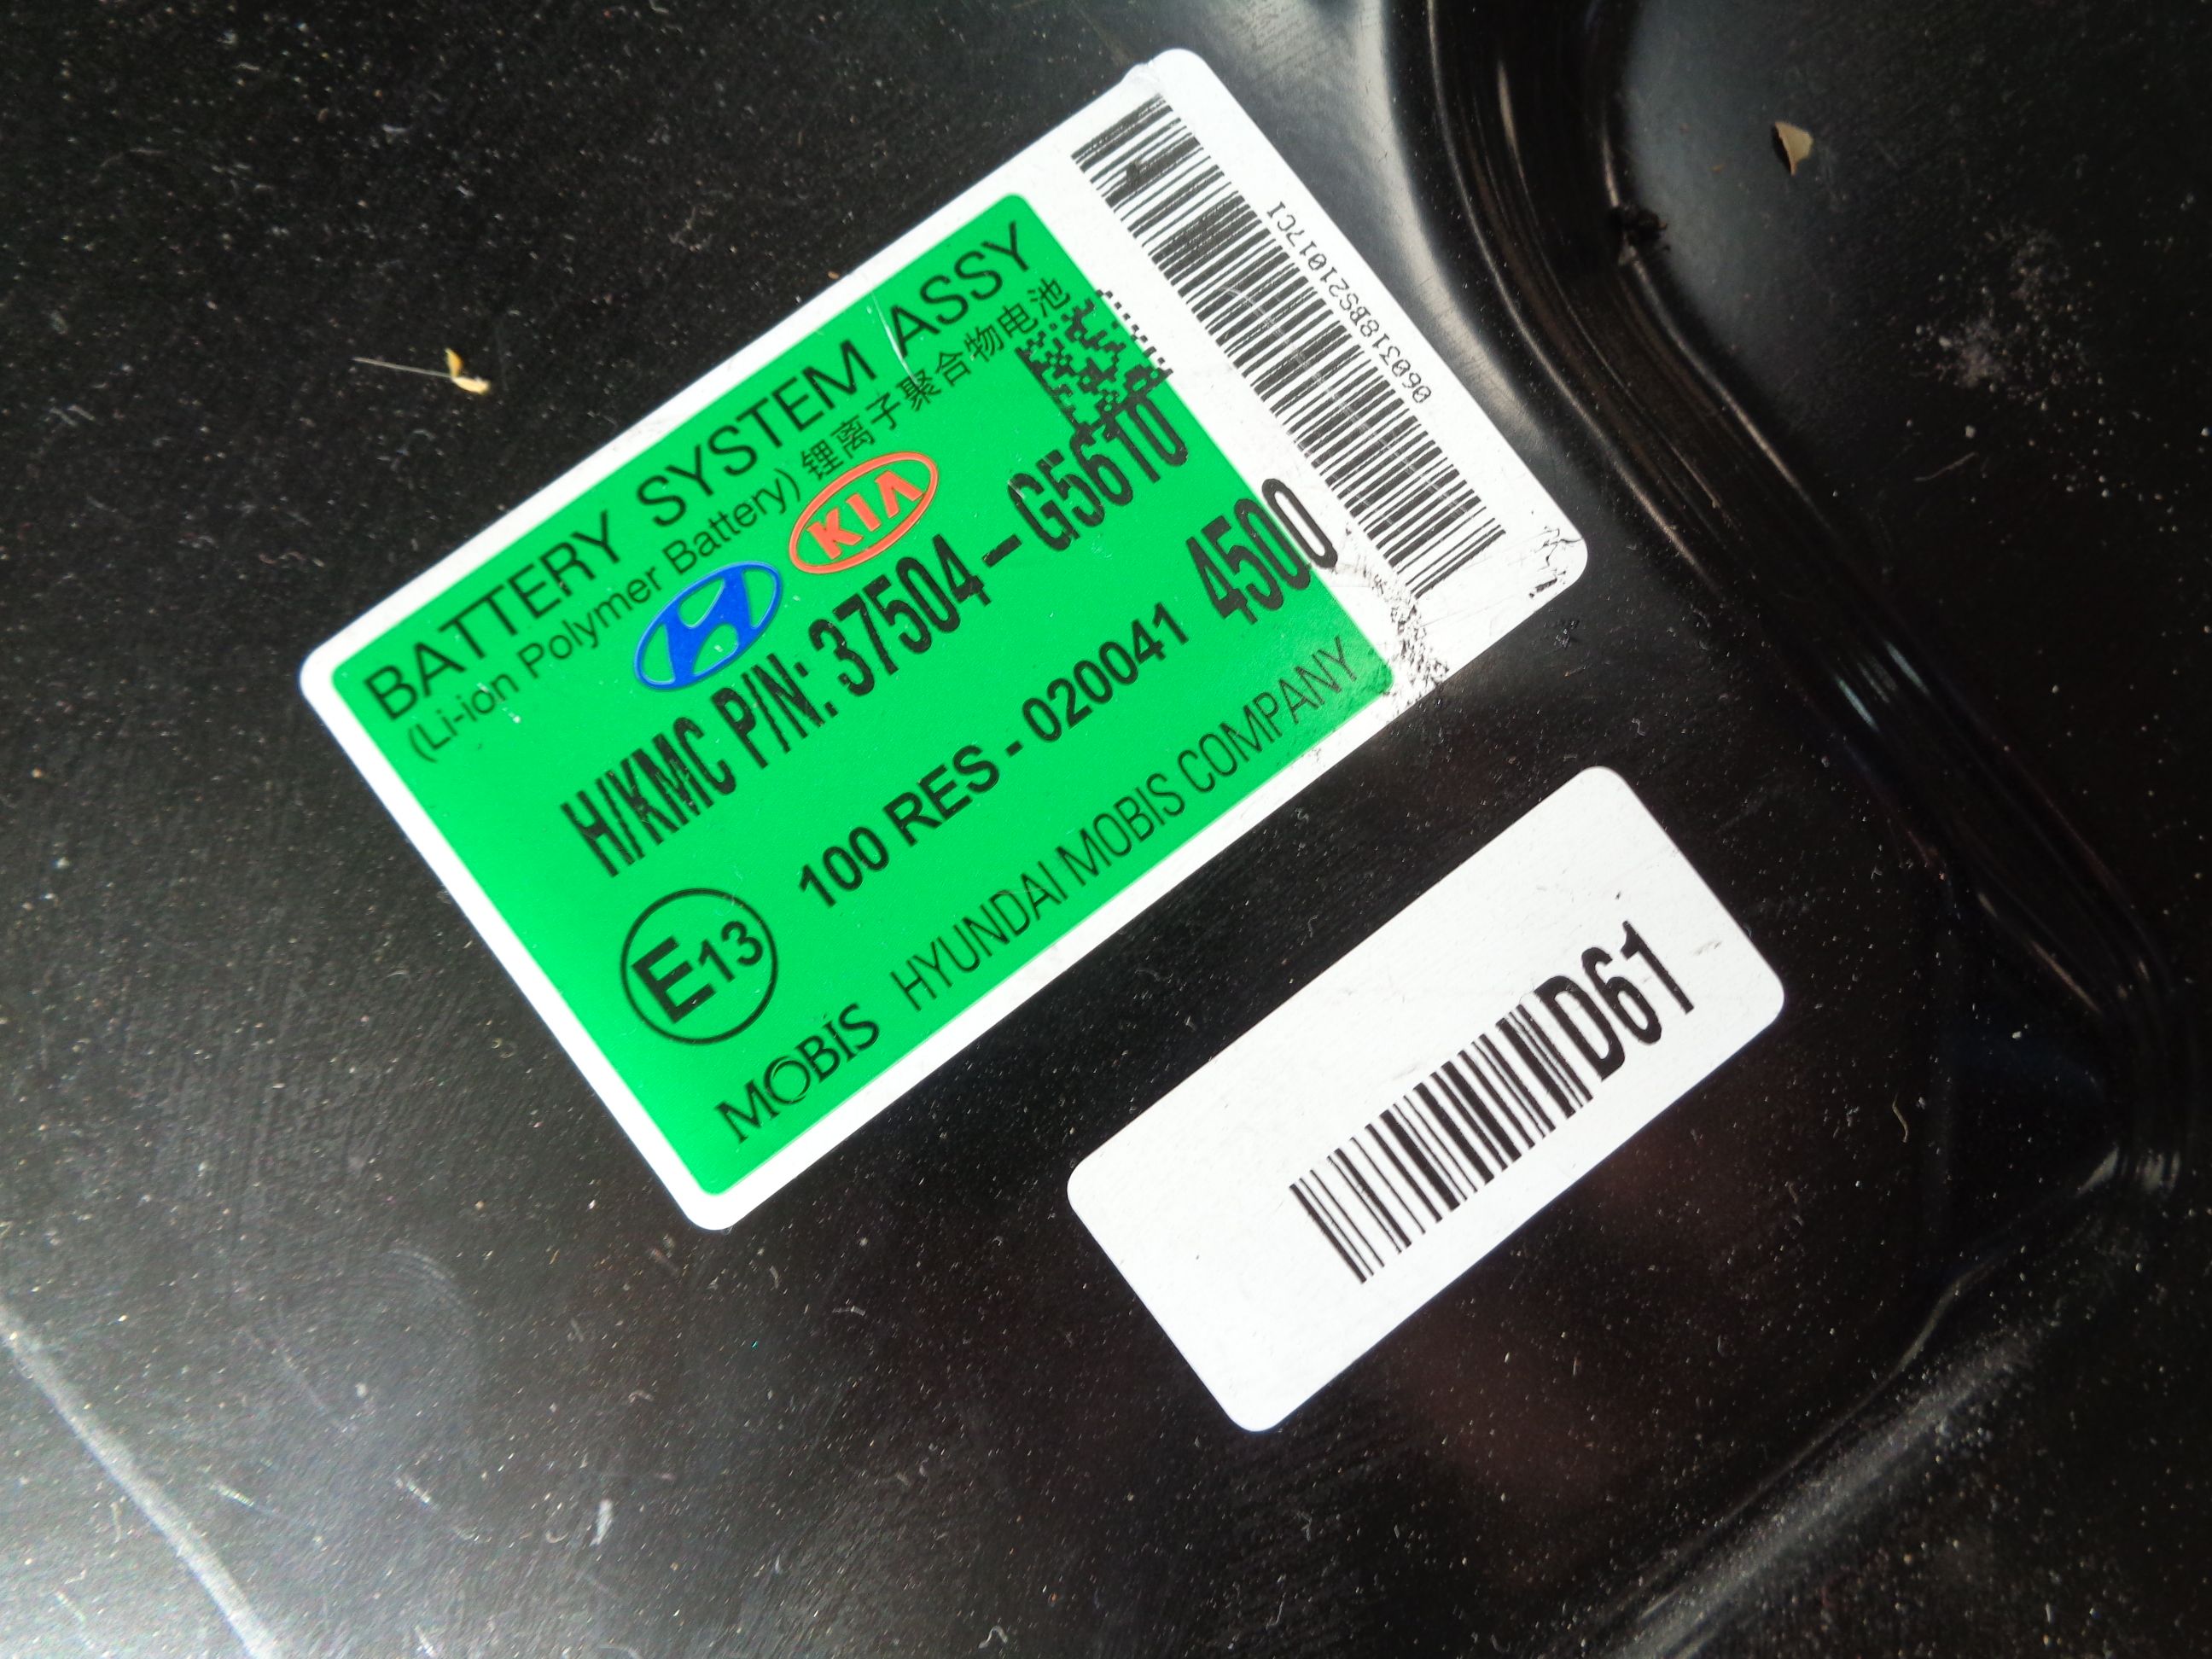 BATTERY SYSTEM ASSY
(Li-ion Polymer Battery) 锂离子聚合物电池
KIA
H/KMC P/N: 37504-G5610
100 RES - 020041 4500
E13
MOBIS HYUNDAI MOBIS COMPANY
060318BS21017CI
D61